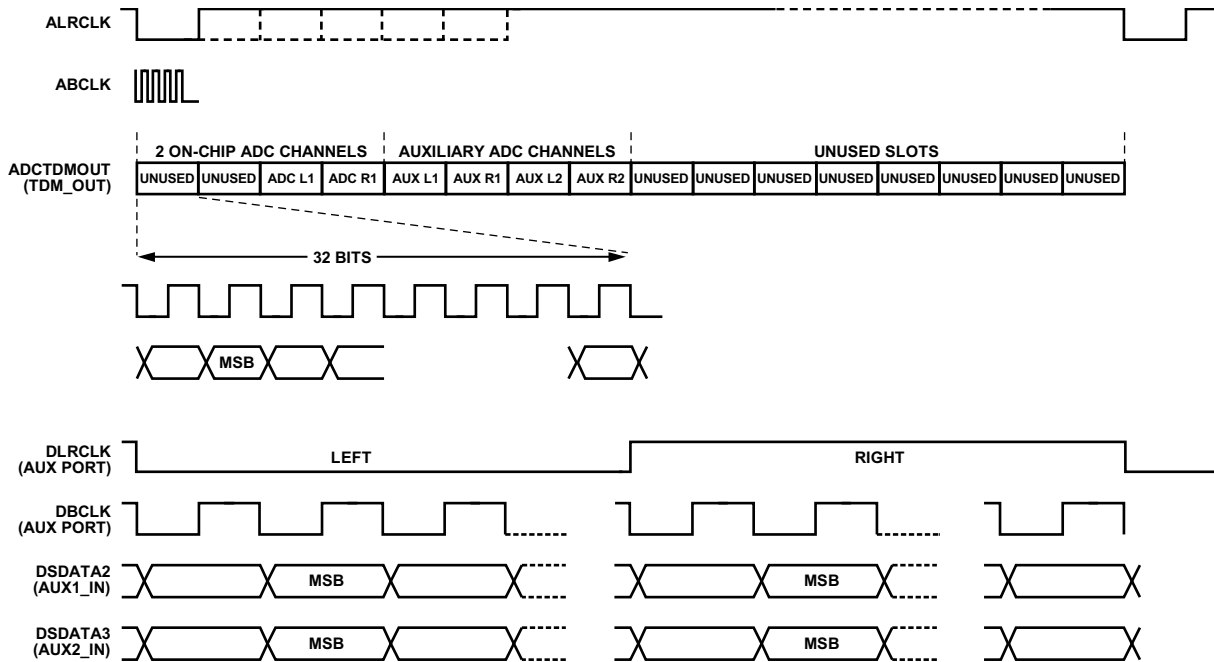 ALRCLK
ABCLK
2 ON-CHIP ADC CHANNELS AUXILIARY ADC CHANNELS UNUSED SLOTS
ADCTDMOUT
(TDM_OUT)
UNUSED UNUSED ADC L1 ADC R1 AUX L1 AUX R1 AUX L2 AUX R2 UNUSED UNUSED UNUSED UNUSED UNUSED UNUSED UNUSED UNUSED
32 BITS
MSB
DLRCLK
(AUX PORT)
LEFT RIGHT
DBCLK
(AUX PORT)
DSDATA2
(AUX1_IN)
MSB MSB
DSDATA3
(AUX2_IN)
MSB MSB